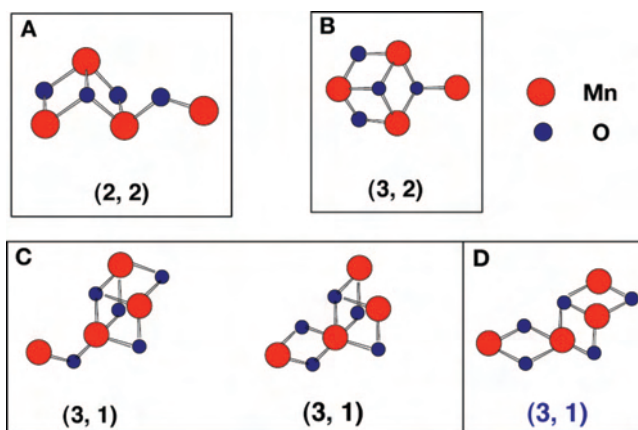 A
B
Mn
O
(2, 2)
(3, 2)
C
D
(3, 1)
(3, 1)
(3, 1)